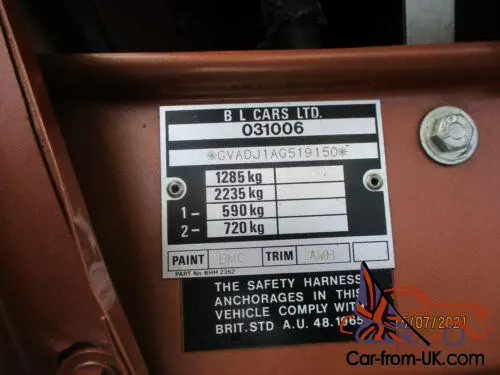 B L CARS LTD.
031006
*GVADJ1AG519150*
1285 kg
2235 kg
1- 590 kg
2- 720 kg
PAINT BMC TRIM AMH
PART No BHH 2352
THE SAFETY HARNESS
ANCHORAGES IN THIS
VEHICLE COMPLY WITH
BRIT. STD A.U. 48.1965
5/07/2021
Car-from-UK.com